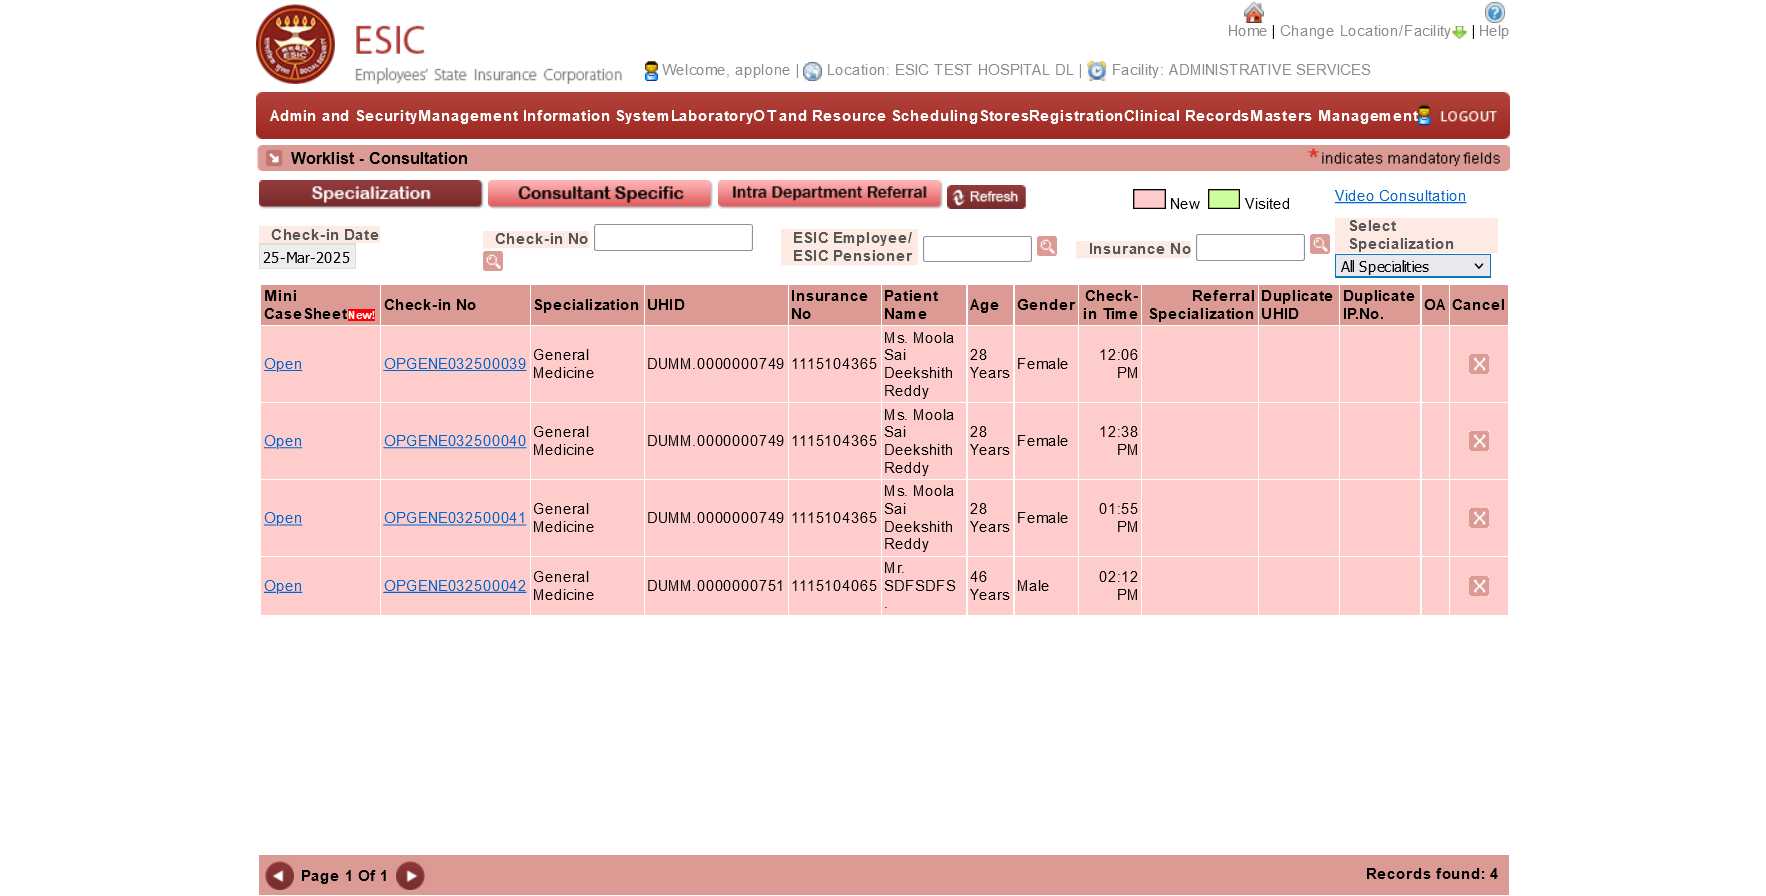 ESIC
Employees' State Insurance Corporation
Home | Change Location/Facility | Help
Welcome, applone | Location: ESIC TEST HOSPITAL DL | Facility: ADMINISTRATIVE SERVICES
Admin and Security Management Information System Laboratory OT and Resource Scheduling Stores Registration Clinical Records Masters Management LOGOUT
Worklist - Consultation
* indicates mandatory fields
Specialization Consultant Specific Intra Department Referral Refresh
New Visited
Video Consultation
Check-in Date
25-Mar-2025
Check-in No
ESIC Employee/
ESIC Pensioner
Insurance No
Select
Specialization
All Specialities
Mini CaseSheet New! Check-in No Specialization UHID Insurance No Patient Name Age Gender Check-in Time Referral Specialization Duplicate UHID Duplicate IP.No. OA Cancel
Open OPGENE032500039 General Medicine DUMM.0000000749 1115104365 Ms. Moola Sai Deekshith Reddy 28 Years Female 12:06 PM
Open OPGENE032500040 General Medicine DUMM.0000000749 1115104365 Ms. Moola Sai Deekshith Reddy 28 Years Female 12:38 PM
Open OPGENE032500041 General Medicine DUMM.0000000749 1115104365 Ms. Moola Sai Deekshith Reddy 28 Years Female 01:55 PM
Open OPGENE032500042 General Medicine DUMM.0000000751 1115104065 Mr. SDFSDFS . 46 Years Male 02:12 PM
Page 1 Of 1
Records found: 4